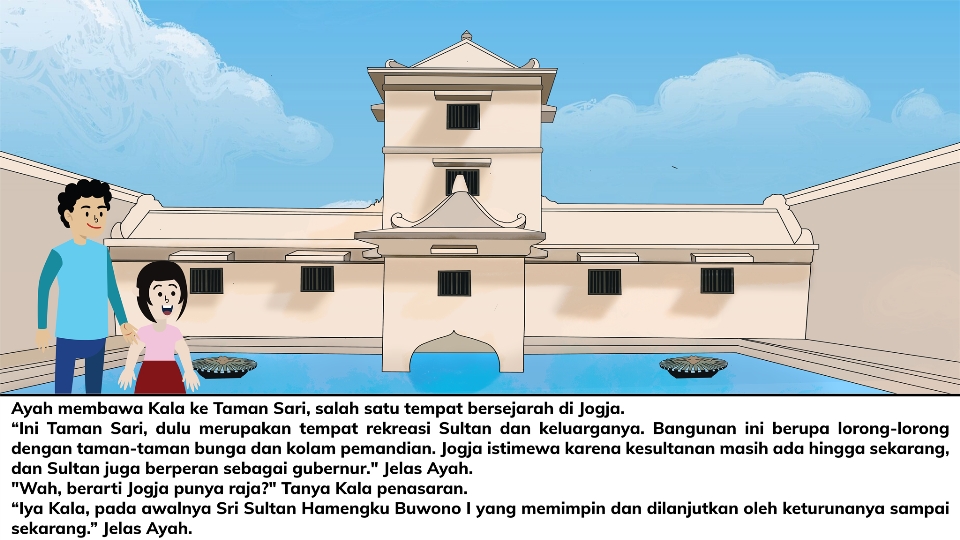 Ayah membawa Kala ke Taman Sari, salah satu tempat bersejarah di Jogja.
“Ini Taman Sari, dulu merupakan tempat rekreasi Sultan dan keluarganya. Bangunan ini berupa lorong-lorong
dengan taman-taman bunga dan kolam pemandian. Jogja istimewa karena kesultanan masih ada hingga sekarang,
dan Sultan juga berperan sebagai gubernur." Jelas Ayah.
"Wah, berarti Jogja punya raja?" Tanya Kala penasaran.
“Iya Kala, pada awalnya Sri Sultan Hamengku Buwono I yang memimpin dan dilanjutkan oleh keturunanya sampai
sekarang.” Jelas Ayah.